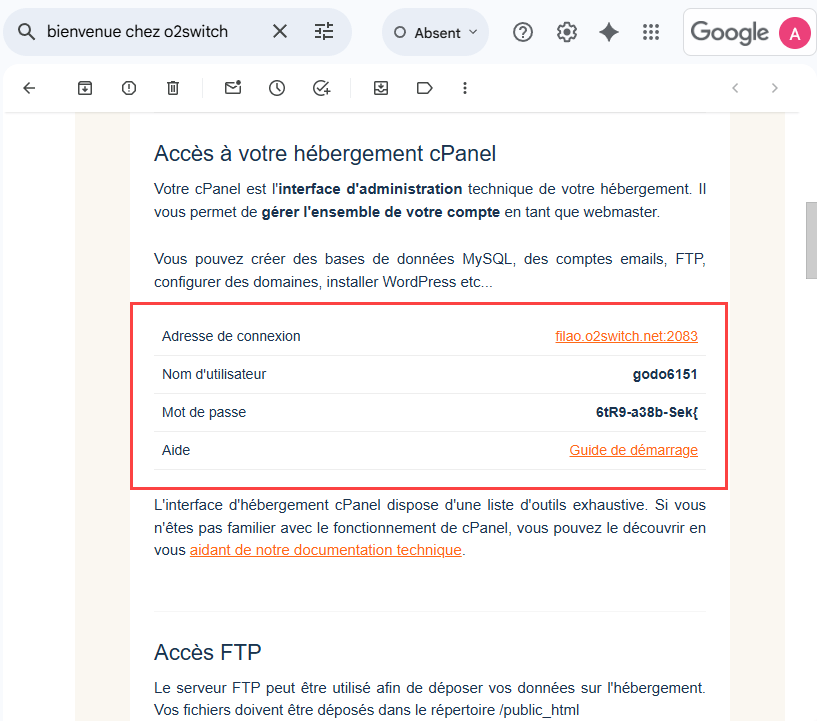 bienvenue chez o2switch
Absent
Google
A
Accès à votre hébergement cPanel
Votre cPanel est l'interface d'administration technique de votre hébergement. Il
vous permet de gérer l'ensemble de votre compte en tant que webmaster.
Vous pouvez créer des bases de données MySQL, des comptes emails, FTP,
configurer des domaines, installer WordPress etc...
Adresse de connexion filao.o2switch.net:2083
Nom d'utilisateur godo6151
Mot de passe 6tR9-a38b-Sek{
Aide Guide de démarrage
L'interface d'hébergement cPanel dispose d'une liste d'outils exhaustive. Si vous
n'êtes pas familier avec le fonctionnement de cPanel, vous pouvez le découvrir en
vous aidant de notre documentation technique.
Accès FTP
Le serveur FTP peut être utilisé afin de déposer vos données sur l'hébergement.
Vos fichiers doivent être déposés dans le répertoire /public_html